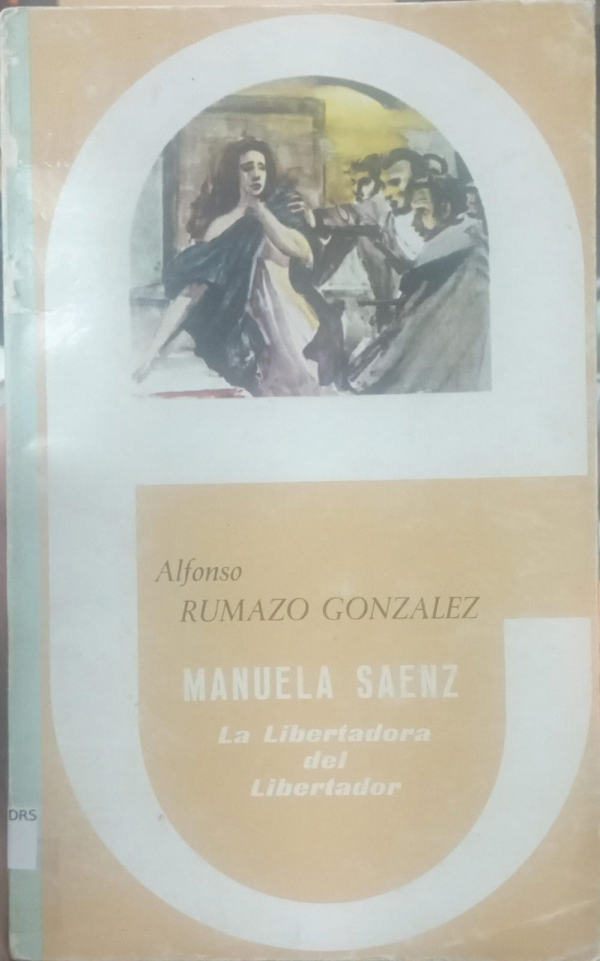 Alfonso
RUMAZO GONZALEZ
MANUELA SAENZ
La Libertadora
del
Libertador
DRS